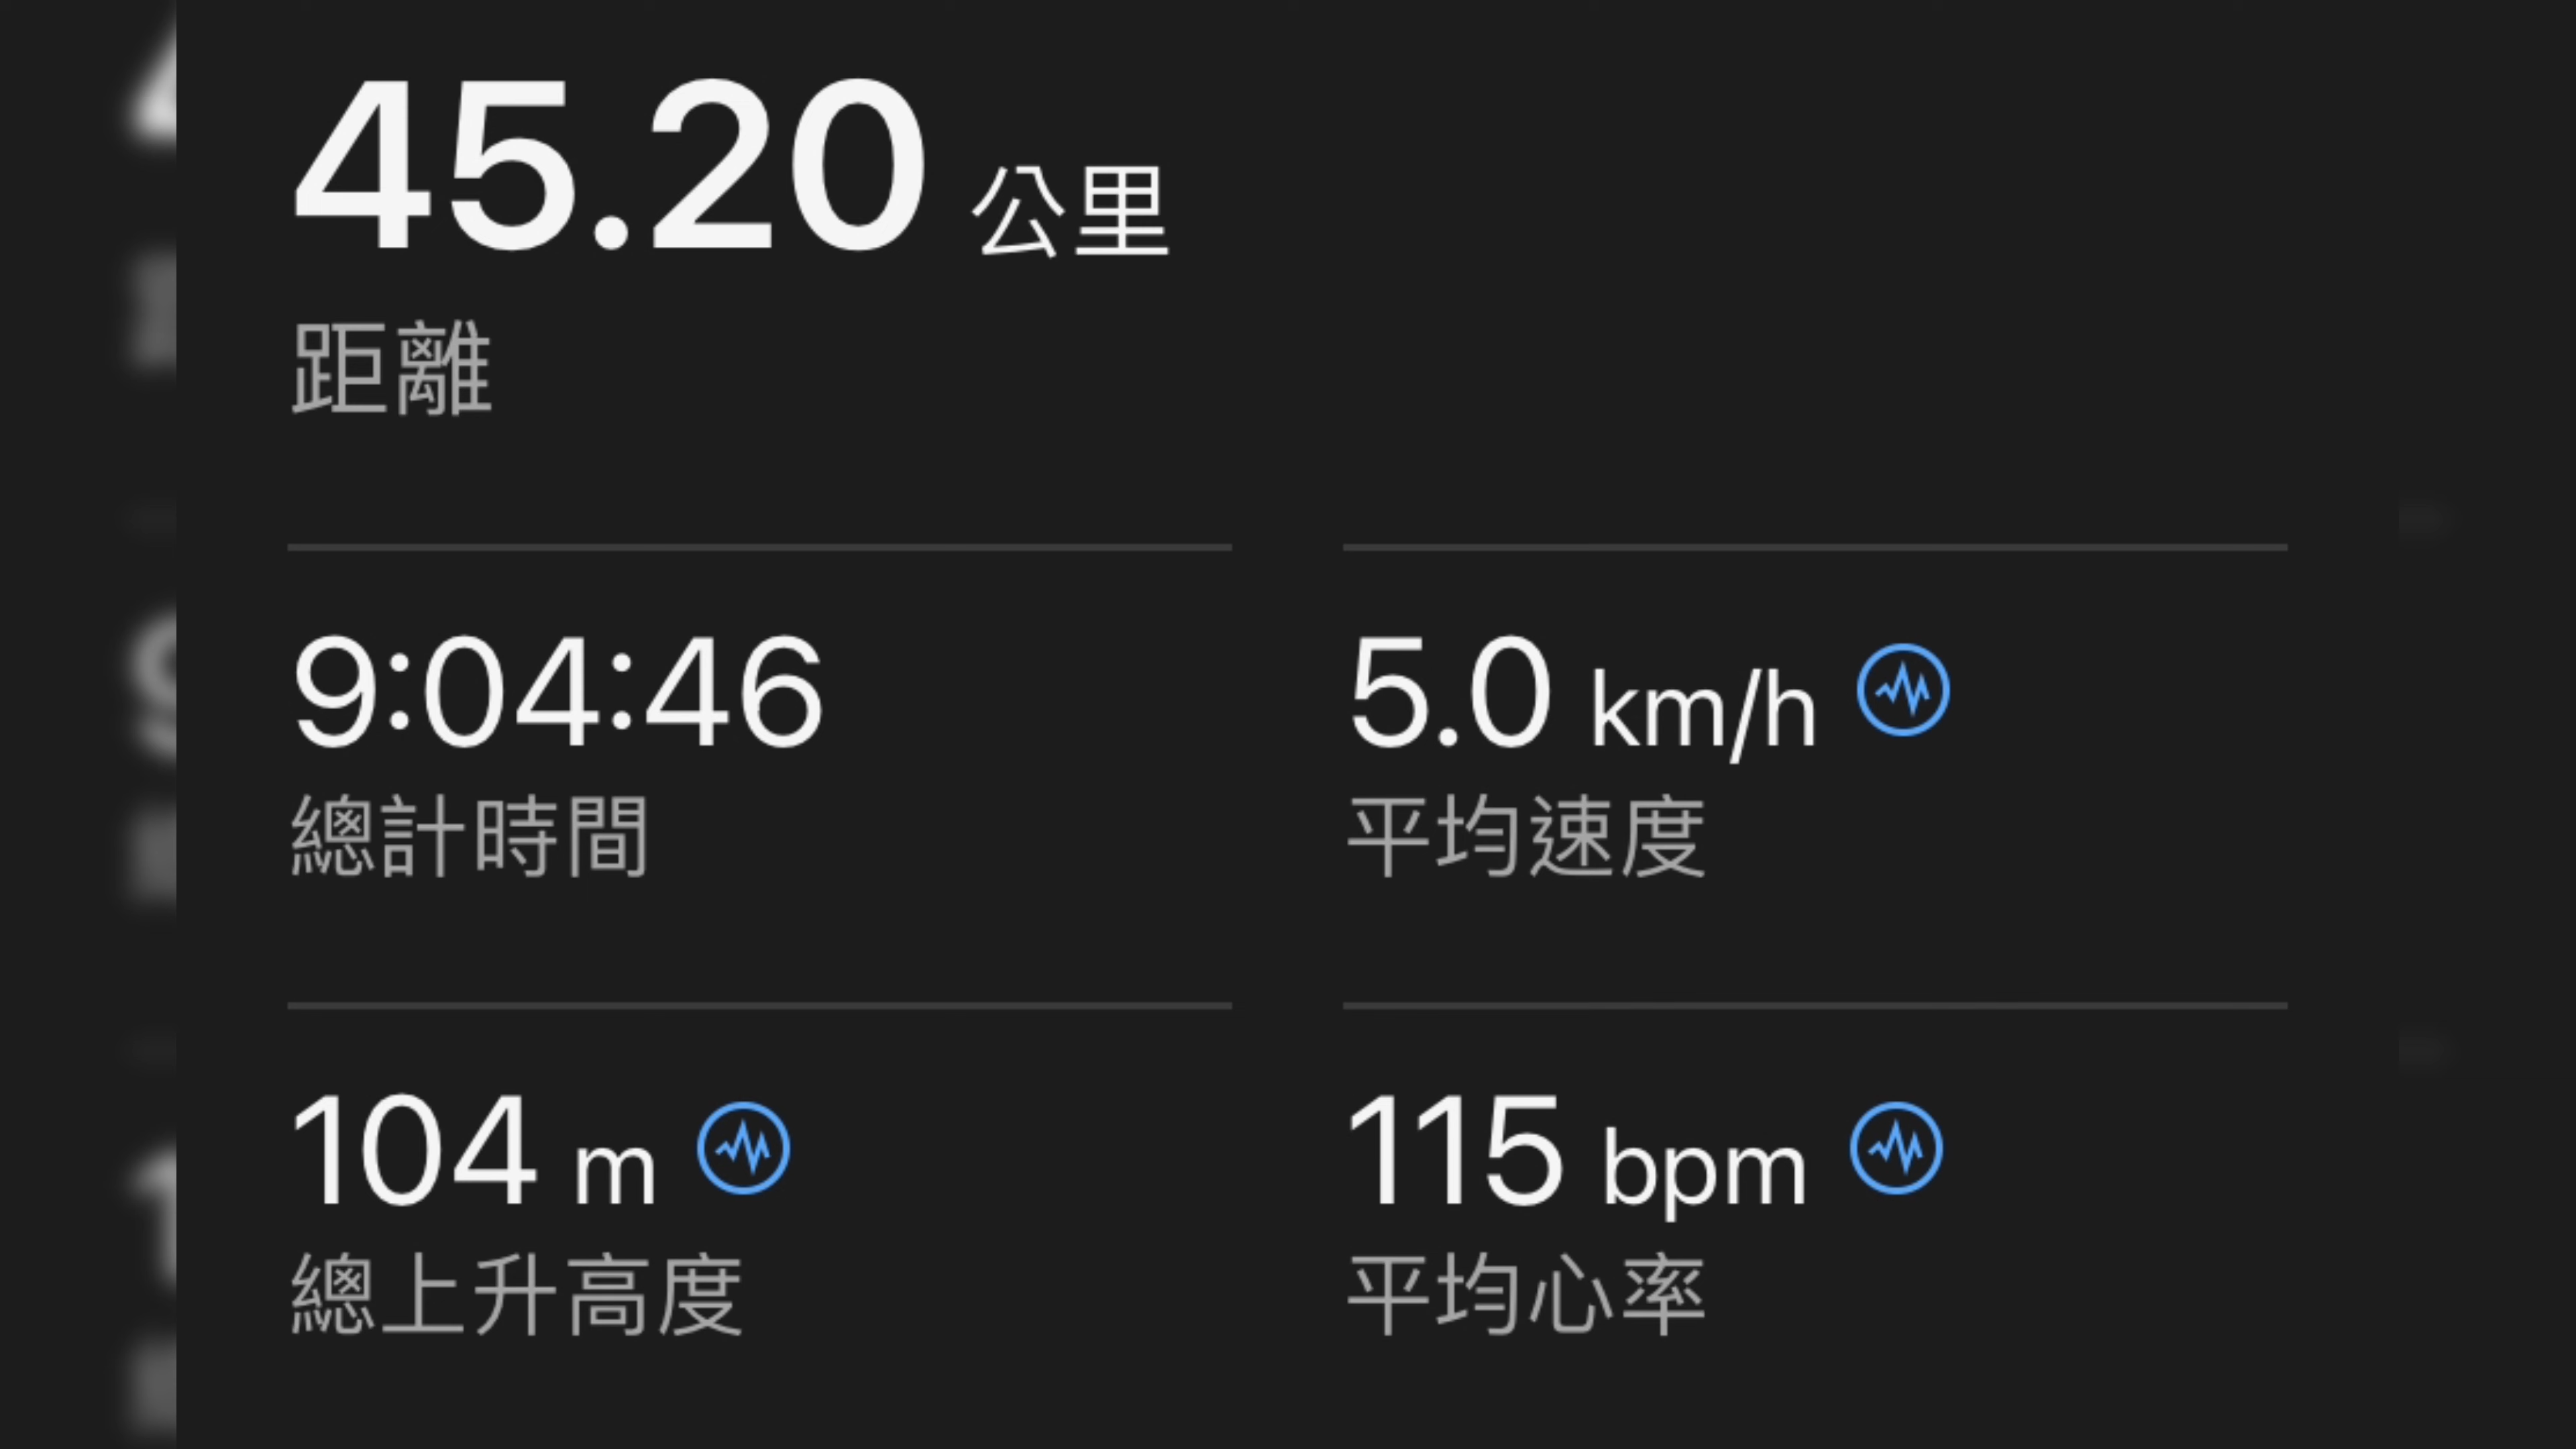 45.20 公里
距離
9:04:46
總計時間
5.0 km/h
平均速度
104 m
總上升高度
115 bpm
平均心率